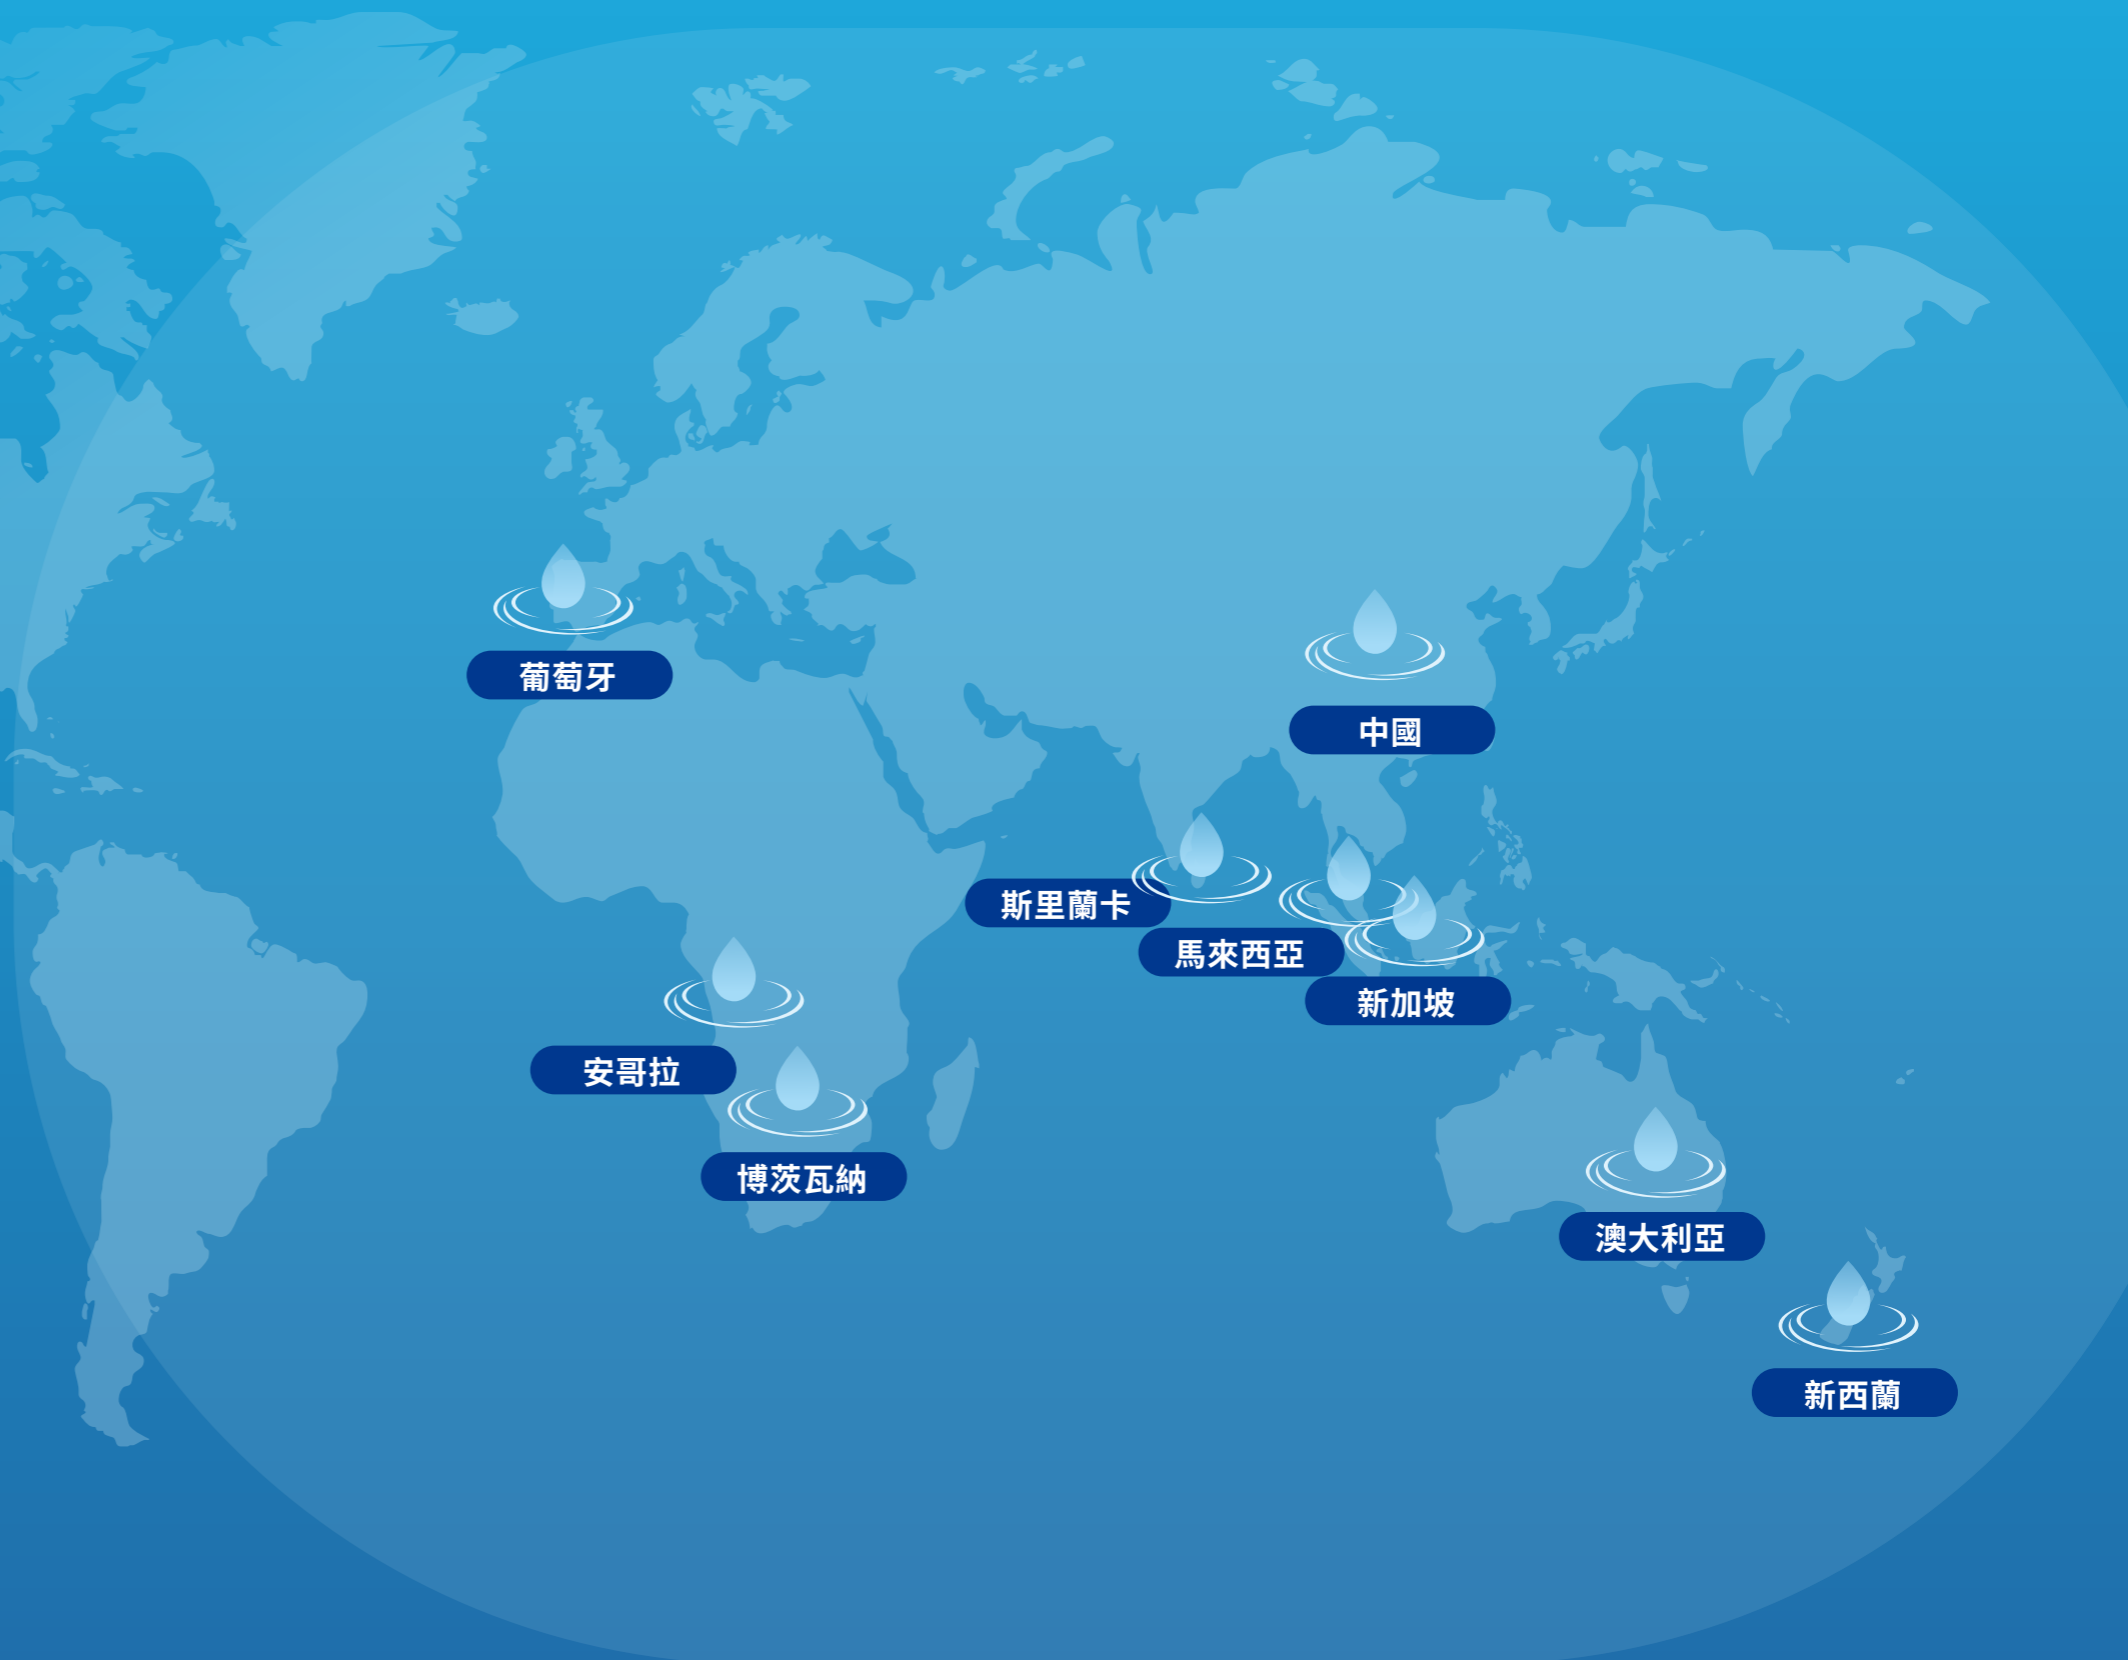 葡萄牙
中國
斯里蘭卡
馬來西亞
新加坡
安哥拉
博茨瓦納
澳大利亞
新西蘭